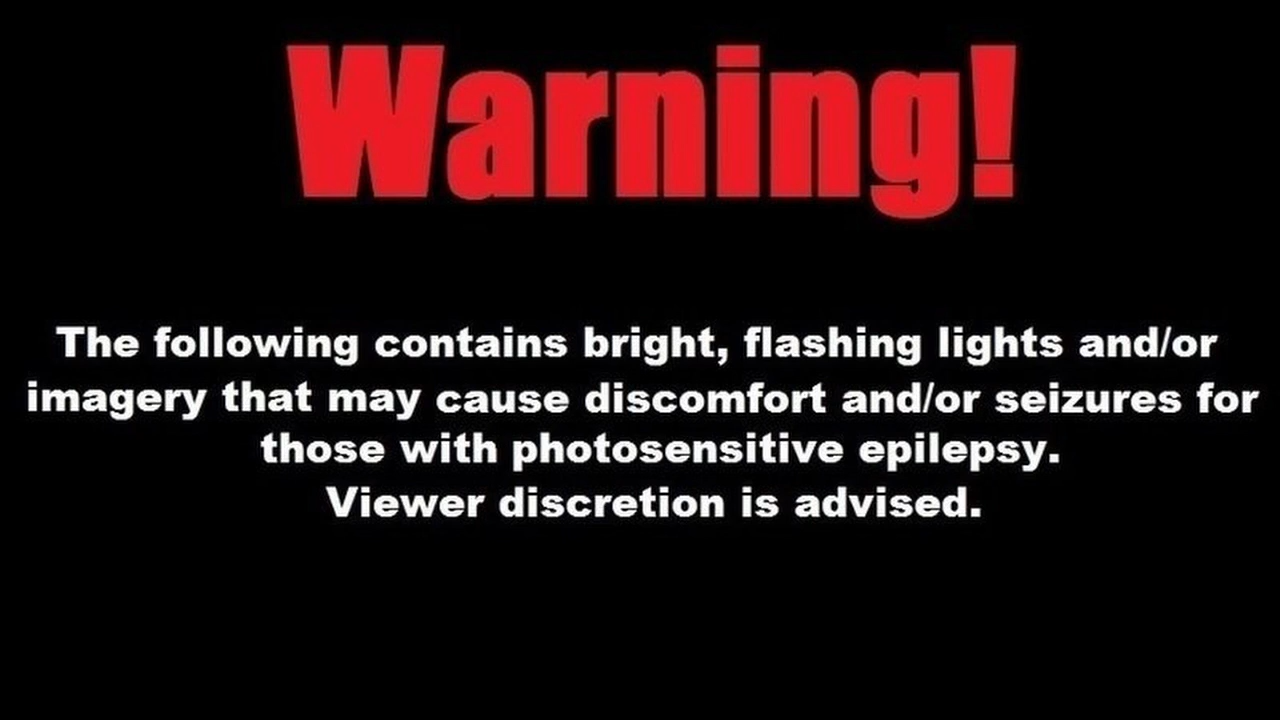 Warning!
The following contains bright, flashing lights and/or
imagery that may cause discomfort and/or seizures for
those with photosensitive epilepsy.
Viewer discretion is advised.